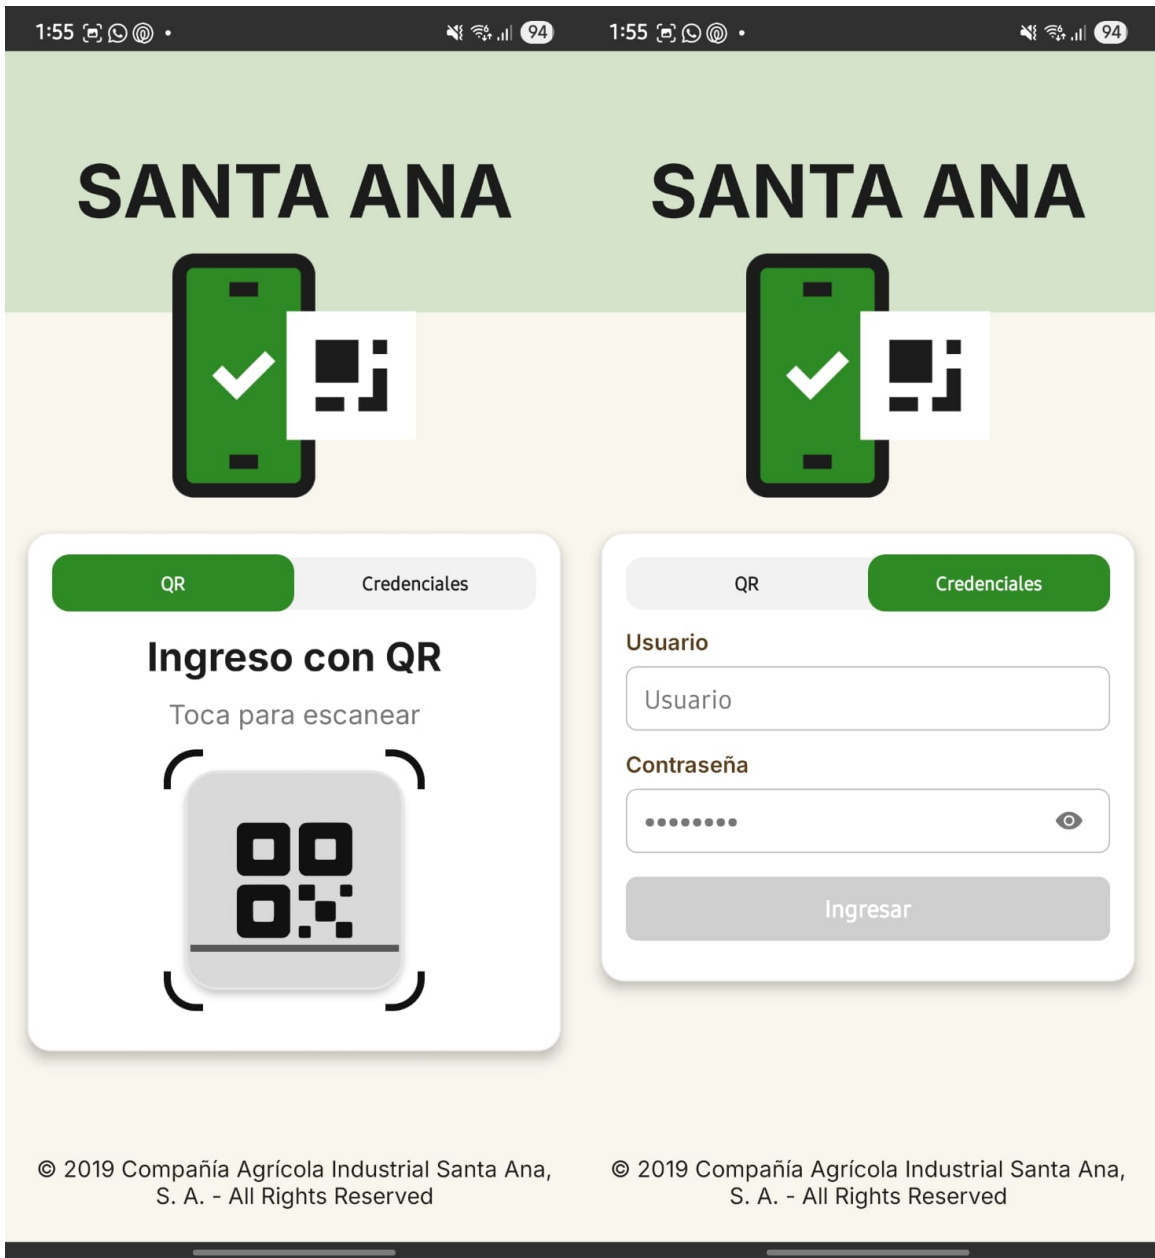 1:55
94
SANTA ANA
QR
Credenciales
Ingreso con QR
Toca para escanear
© 2019 Compañía Agrícola Industrial Santa Ana,
S. A. - All Rights Reserved
1:55
94
SANTA ANA
QR
Credenciales
Usuario
Usuario
Contraseña
Ingresar
© 2019 Compañía Agrícola Industrial Santa Ana,
S. A. - All Rights Reserved